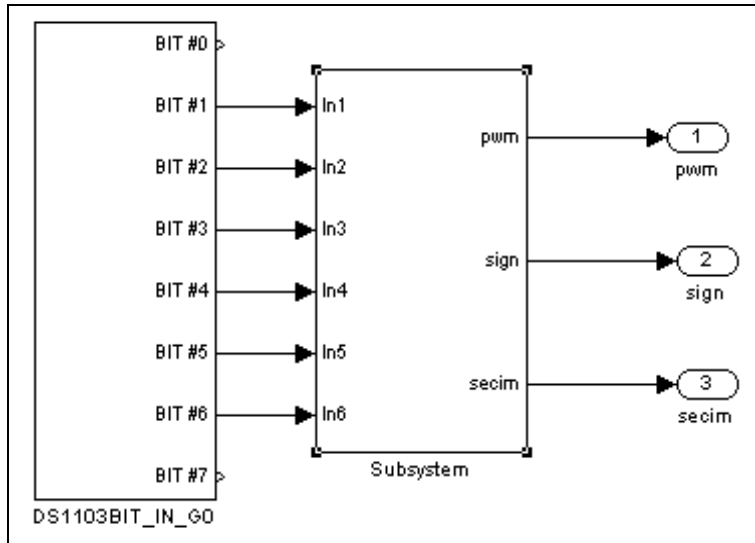 BIT #0
BIT #1
In1
pwm
1
pwm
BIT #2
In2
BIT #3
In3
sign
2
sign
BIT #4
In4
BIT #5
In5
secim
3
secim
BIT #6
In6
BIT #7
Subsystem
DS1103BIT_IN_G0